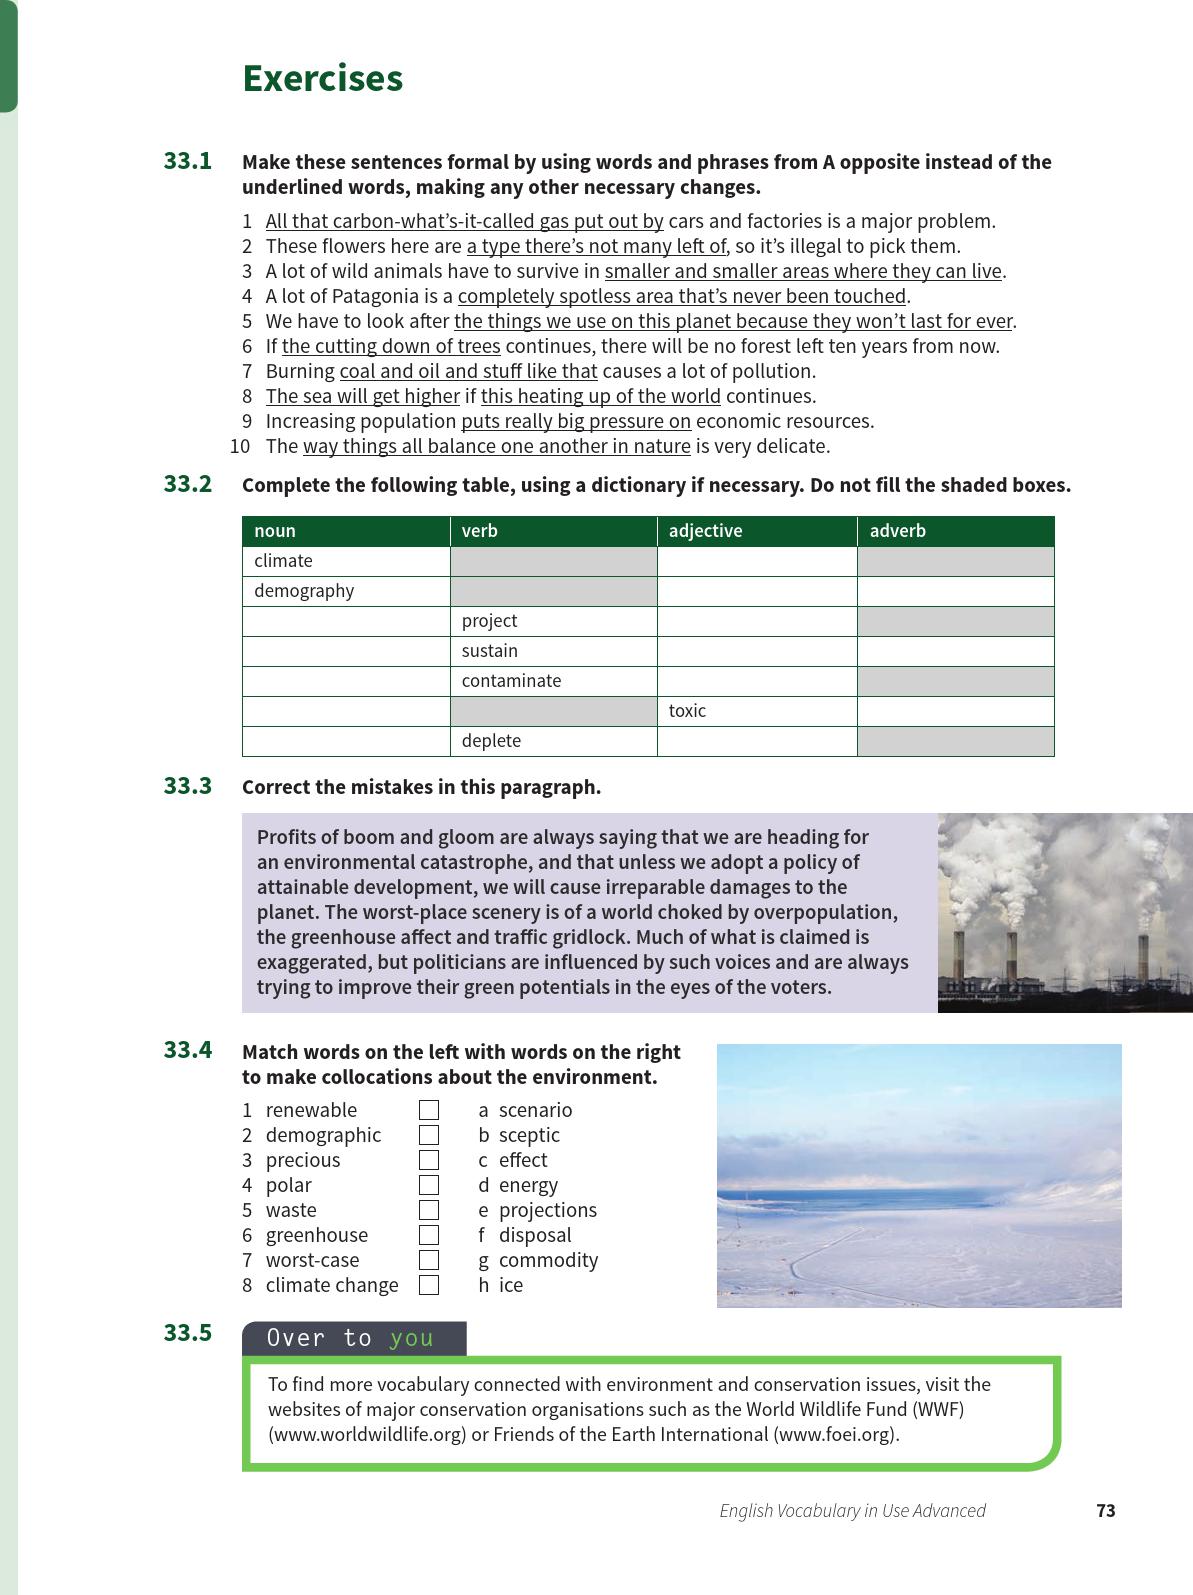 Exercises
33.1 Make these sentences formal by using words and phrases from A opposite instead of the
underlined words, making any other necessary changes.
1 All that carbon-what’s-it-called gas put out by cars and factories is a major problem.
2 These flowers here are a type there’s not many left of, so it’s illegal to pick them.
3 A lot of wild animals have to survive in smaller and smaller areas where they can live.
4 A lot of Patagonia is a completely spotless area that’s never been touched.
5 We have to look after the things we use on this planet because they won’t last for ever.
6 If the cutting down of trees continues, there will be no forest left ten years from now.
7 Burning coal and oil and stuff like that causes a lot of pollution.
8 The sea will get higher if this heating up of the world continues.
9 Increasing population puts really big pressure on economic resources.
10 The way things all balance one another in nature is very delicate.
33.2 Complete the following table, using a dictionary if necessary. Do not fill the shaded boxes.
noun verb adjective adverb
climate
demography
project
sustain
contaminate
toxic
deplete
33.3 Correct the mistakes in this paragraph.
Profits of boom and gloom are always saying that we are heading for
an environmental catastrophe, and that unless we adopt a policy of
attainable development, we will cause irreparable damages to the
planet. The worst-place scenery is of a world choked by overpopulation,
the greenhouse affect and traffic gridlock. Much of what is claimed is
exaggerated, but politicians are influenced by such voices and are always
trying to improve their green potentials in the eyes of the voters.
33.4 Match words on the left with words on the right
to make collocations about the environment.
1 renewable a scenario
2 demographic b sceptic
3 precious c effect
4 polar d energy
5 waste e projections
6 greenhouse f disposal
7 worst-case g commodity
8 climate change h ice
33.5 Over to you
To find more vocabulary connected with environment and conservation issues, visit the
websites of major conservation organisations such as the World Wildlife Fund (WWF)
(www.worldwildlife.org) or Friends of the Earth International (www.foei.org).
English Vocabulary in Use Advanced 73